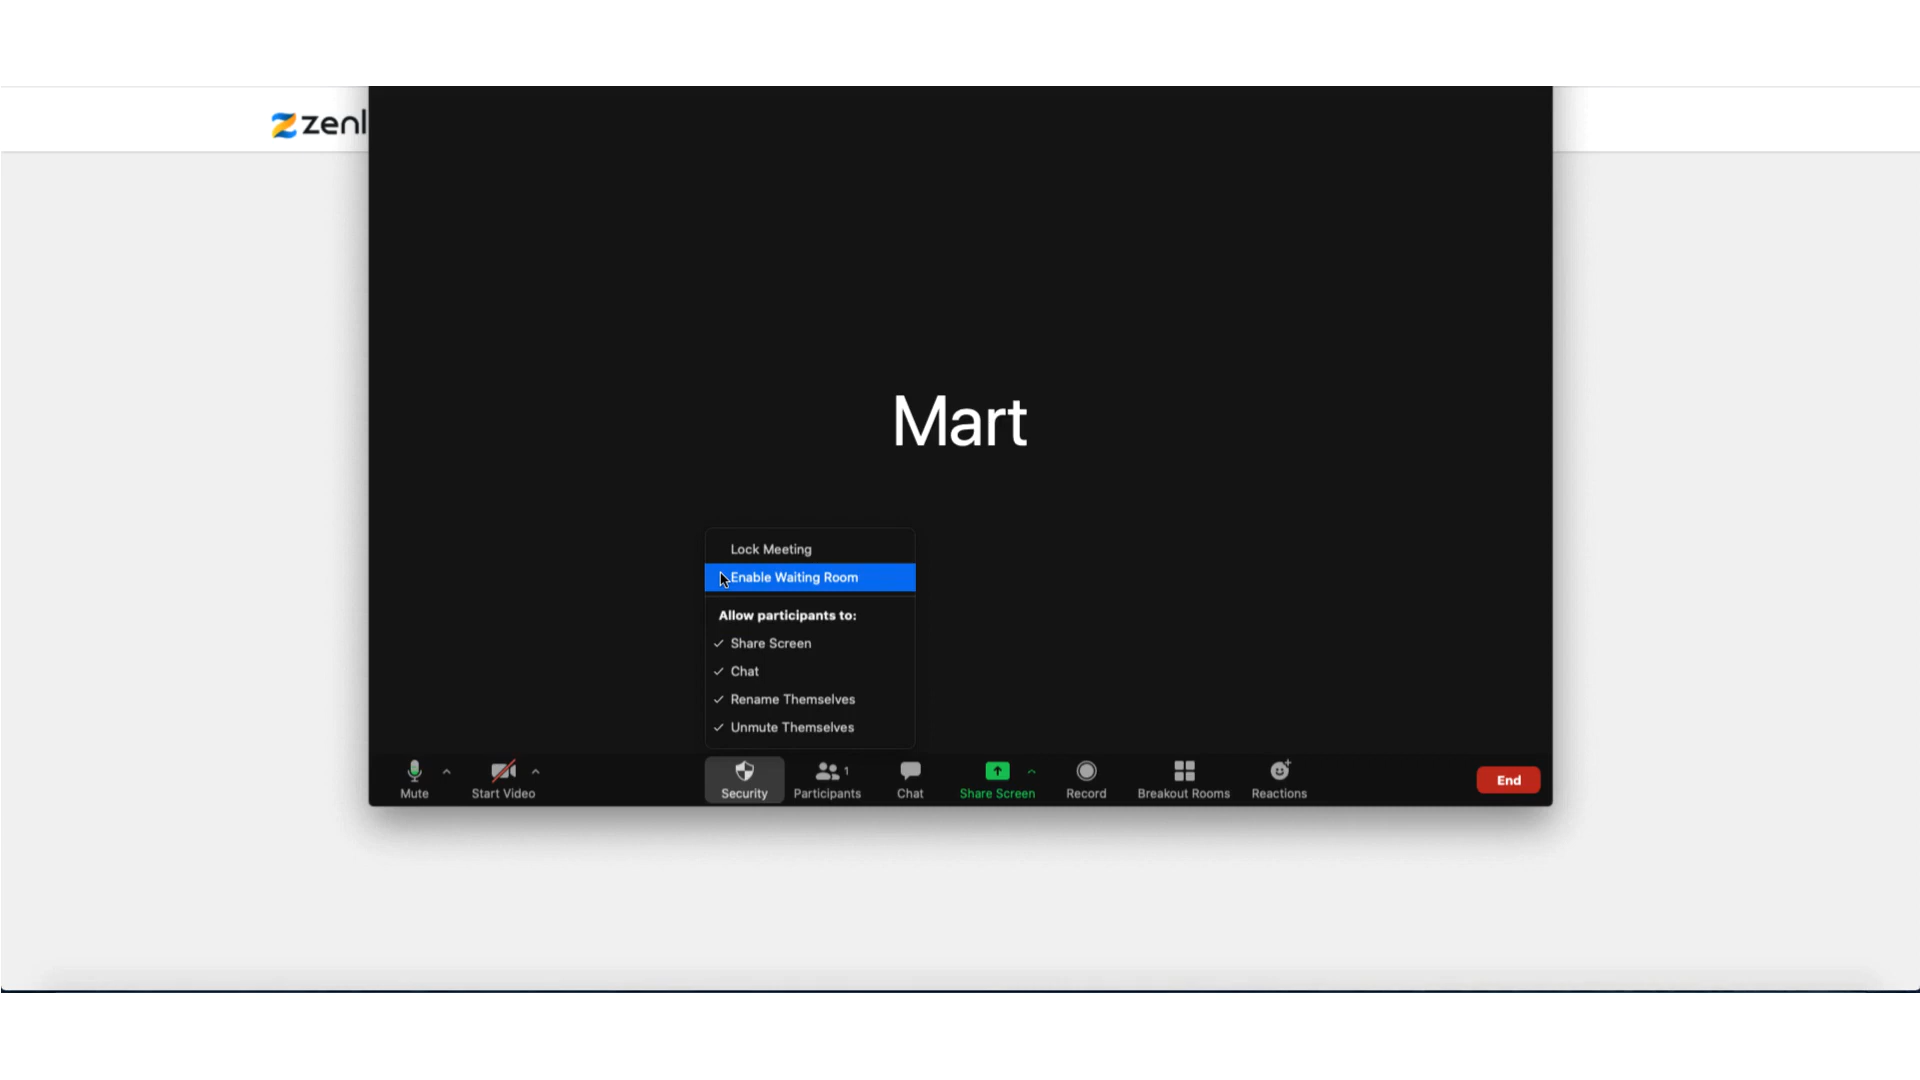 zenl
Mart
Lock Meeting
Enable Waiting Room
Allow participants to:
Share Screen
Chat
Rename Themselves
Unmute Themselves
1
Mute
Start Video
Security
Participants
Chat
Share Screen
Record
Breakout Rooms
Reactions
End